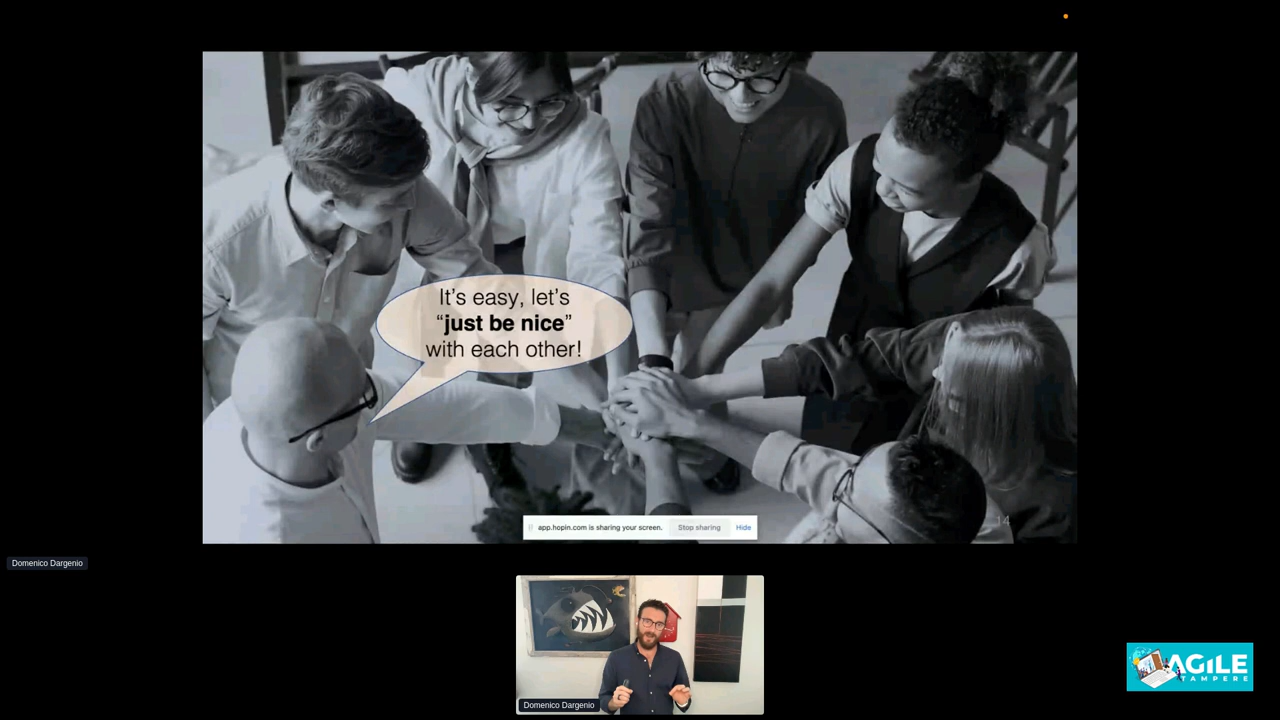 It's easy, let's
“just be nice”
with each other!
14
app.hopin.com is sharing your screen. Stop sharing Hide
Domenico Dargenio
Domenico Dargenio
AGILE
TAMPERE